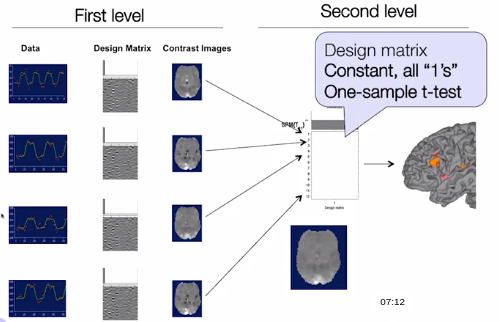 First level
Second level
Data
Design Matrix
Contrast Images
Design matrix
Constant, all "1's"
One-sample t-test
SPM{T
Design matrix
07:12